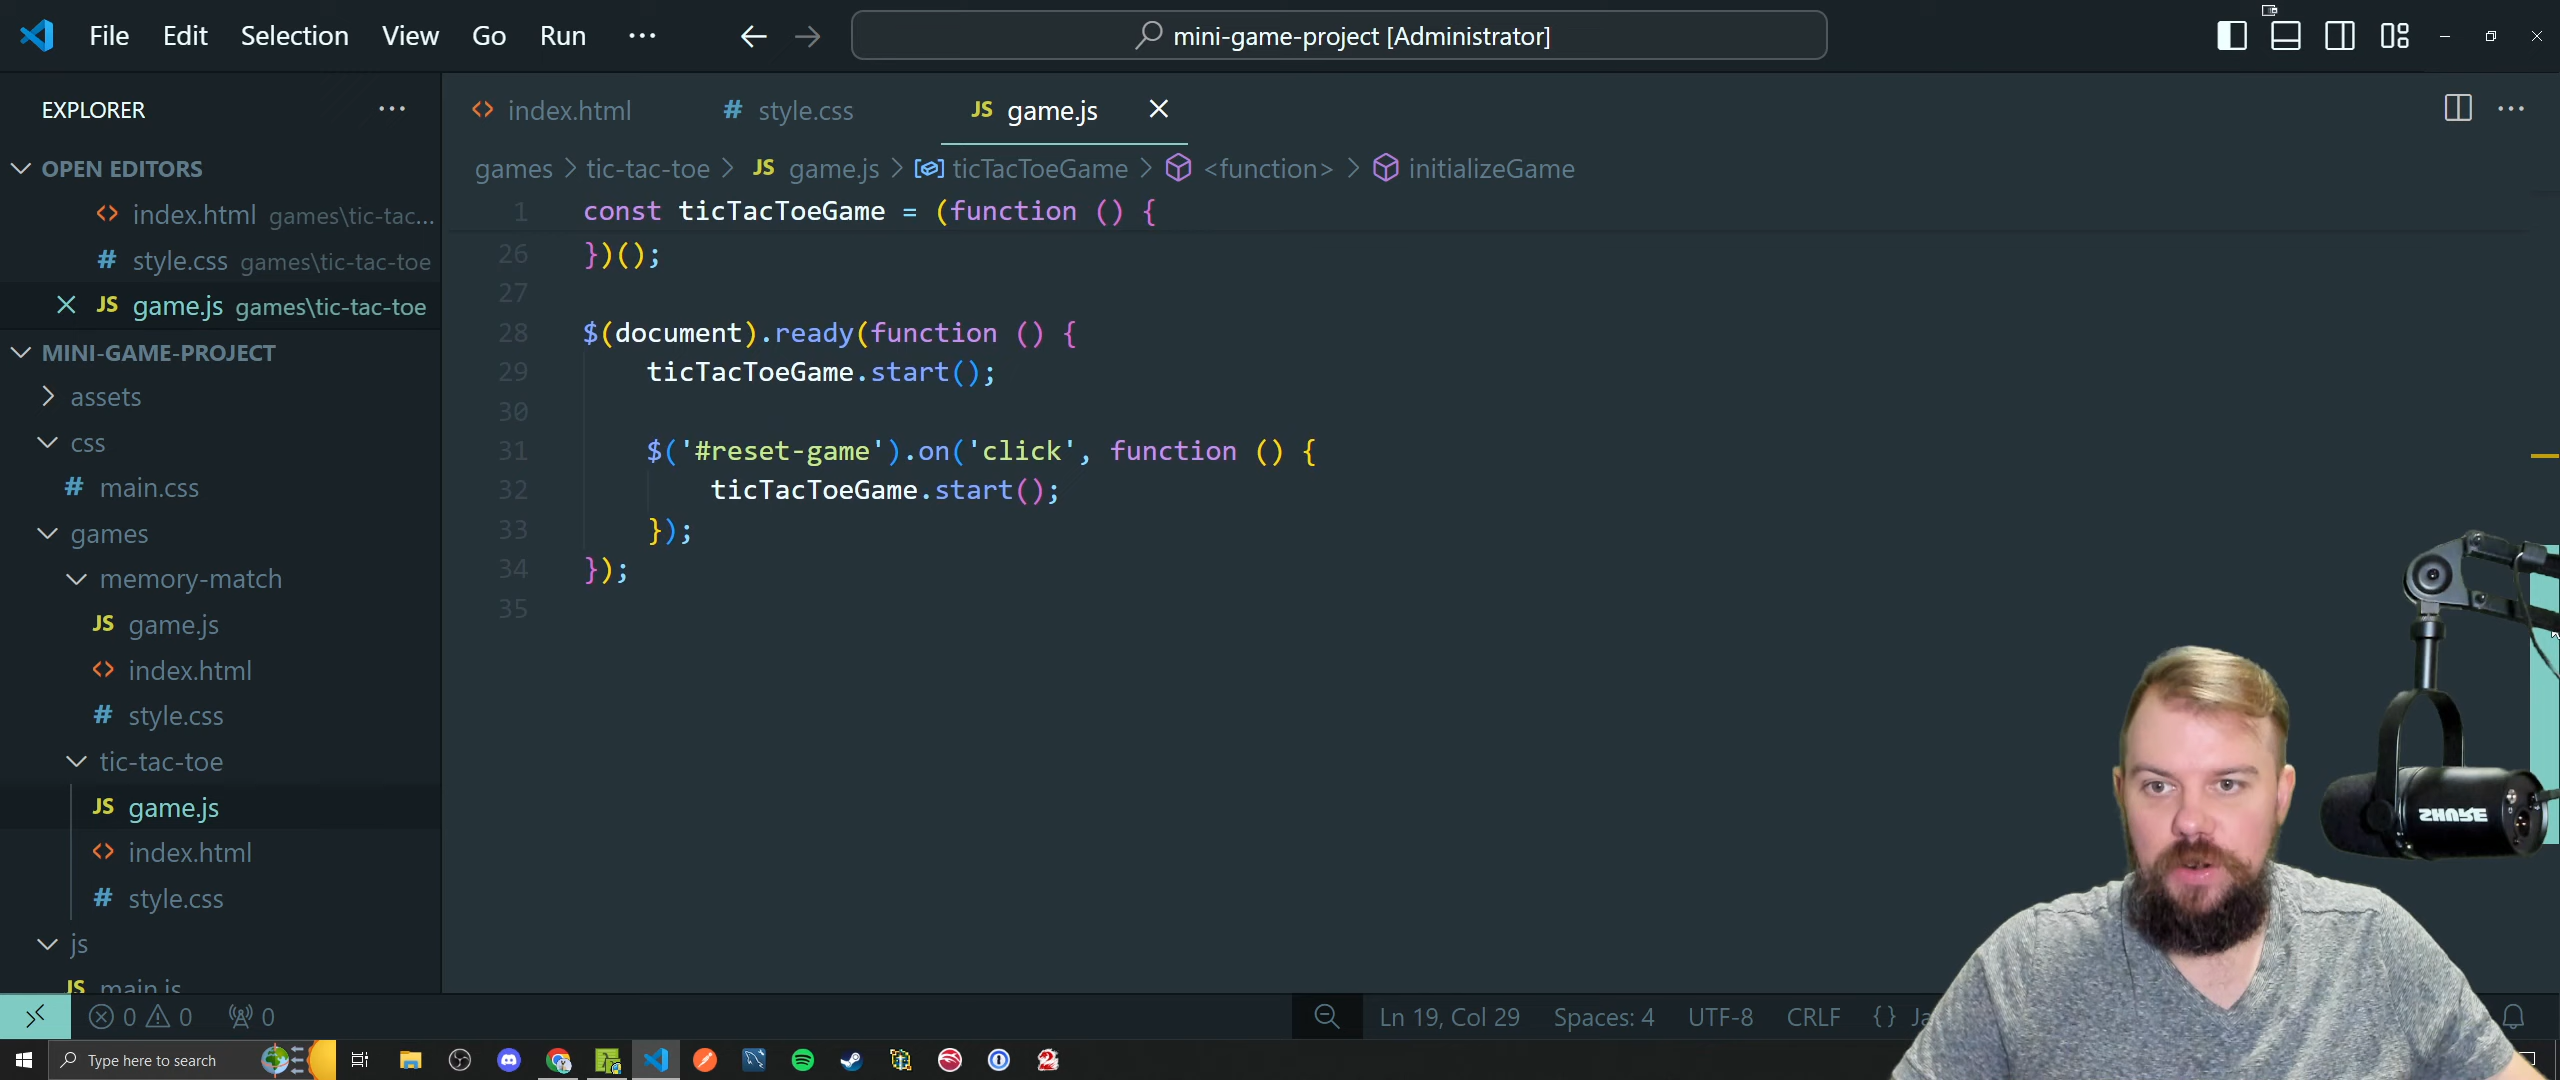 File Edit Selection View Go Run ...
mini-game-project [Administrator]
EXPLORER
OPEN EDITORS
index.html games\tic-tac...
style.css games\tic-tac-toe
game.js games\tic-tac-toe
MINI-GAME-PROJECT
assets
css
main.css
games
memory-match
game.js
index.html
style.css
tic-tac-toe
game.js
index.html
style.css
js
main.js
index.html
style.css
game.js
games > tic-tac-toe > JS game.js > ticTacToeGame > <function> > initializeGame
1 const ticTacToeGame = (function () {
26 })();
27
28 $(document).ready(function () {
29 ticTacToeGame.start();
30
31 $('#reset-game').on('click', function () {
32 ticTacToeGame.start();
33 });
34 });
35
SHURE
0 0 0
Ln 19, Col 29 Spaces: 4 UTF-8 CRLF { }
Type here to search